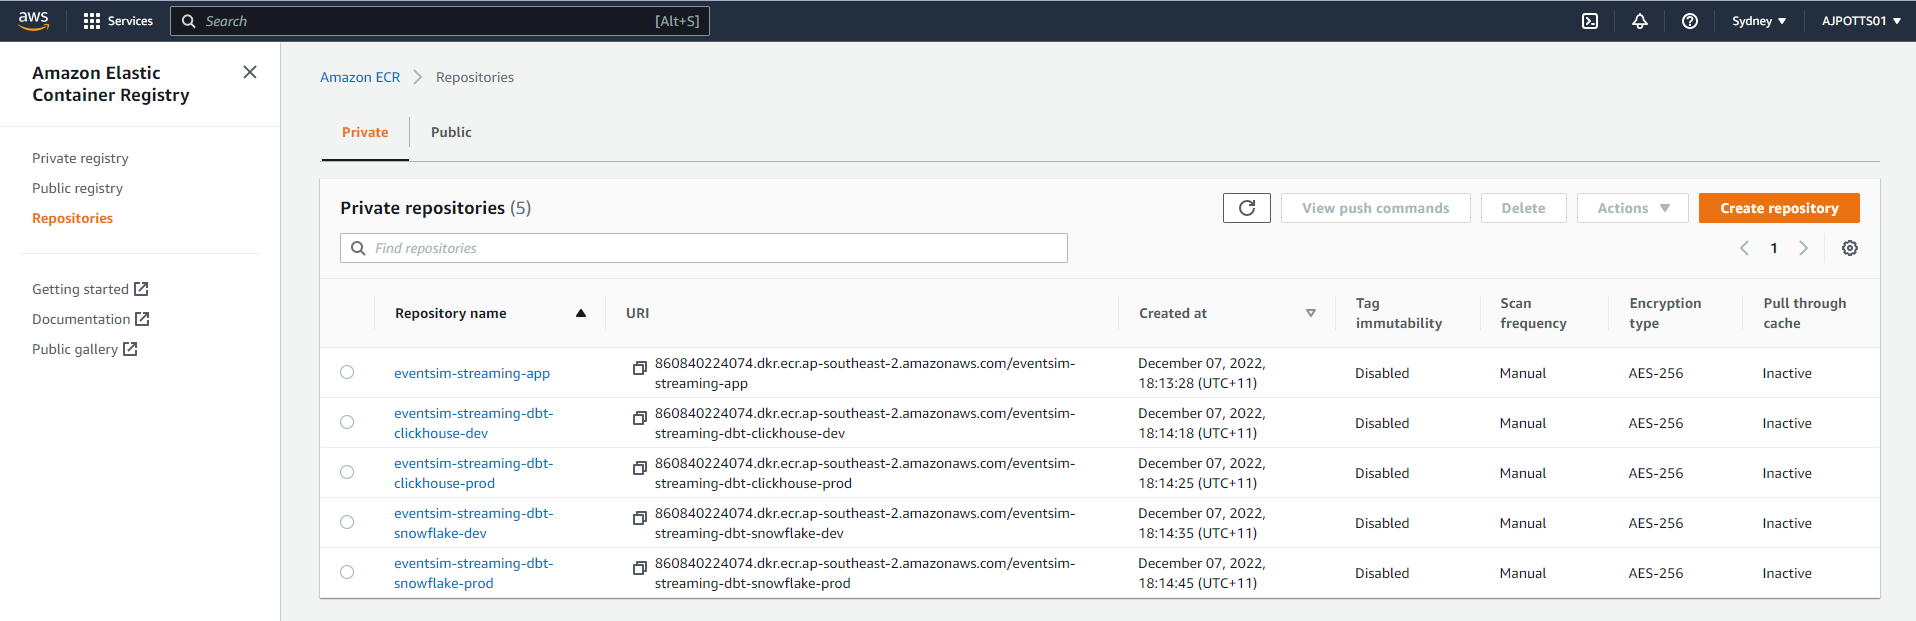 aws
Services
Search
[Alt+S]
Sydney
AJPOTTS01
Amazon Elastic
Container Registry
Private registry
Public registry
Repositories
Getting started
Documentation
Public gallery
Amazon ECR
Repositories
Private
Public
Private repositories (5)
View push commands
Delete
Actions
Create repository
Find repositories
1
Repository name
URI
Created at
Tag
immutability
Scan
frequency
Encryption
type
Pull through
cache
eventsim-streaming-app
860840224074.dkr.ecr.ap-southeast-2.amazonaws.com/eventsim-
streaming-app
December 07, 2022,
18:13:28 (UTC+11)
Disabled
Manual
AES-256
Inactive
eventsim-streaming-dbt-
clickhouse-dev
860840224074.dkr.ecr.ap-southeast-2.amazonaws.com/eventsim-
streaming-dbt-clickhouse-dev
December 07, 2022,
18:14:18 (UTC+11)
Disabled
Manual
AES-256
Inactive
eventsim-streaming-dbt-
clickhouse-prod
860840224074.dkr.ecr.ap-southeast-2.amazonaws.com/eventsim-
streaming-dbt-clickhouse-prod
December 07, 2022,
18:14:25 (UTC+11)
Disabled
Manual
AES-256
Inactive
eventsim-streaming-dbt-
snowflake-dev
860840224074.dkr.ecr.ap-southeast-2.amazonaws.com/eventsim-
streaming-dbt-snowflake-dev
December 07, 2022,
18:14:35 (UTC+11)
Disabled
Manual
AES-256
Inactive
eventsim-streaming-dbt-
snowflake-prod
860840224074.dkr.ecr.ap-southeast-2.amazonaws.com/eventsim-
streaming-dbt-snowflake-prod
December 07, 2022,
18:14:45 (UTC+11)
Disabled
Manual
AES-256
Inactive